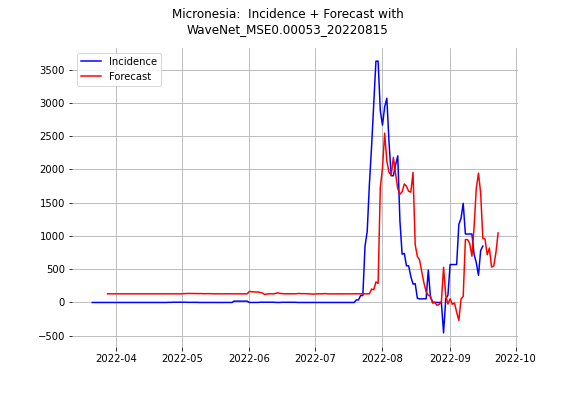 Micronesia:  Incidence + Forecast with
WaveNet_MSE0.00053_20220815
Incidence
Forecast
3500
3000
2500
2000
1500
1000
500
0
−500
2022-04 2022-05 2022-06 2022-07 2022-08 2022-09 2022-10